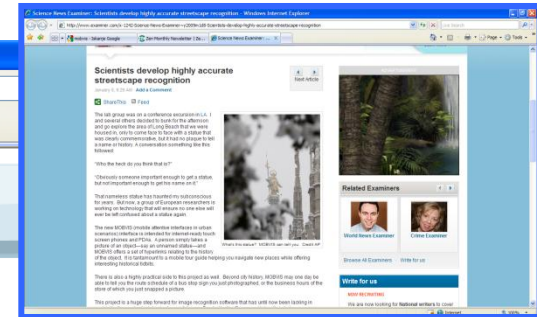 Science News Examiner: Scientists develop highly accurate streetscape recognition - Windows Internet Explorer
Scientists develop highly accurate
streetscape recognition
January 6, 4:35 AM Add a Comment
ShareThis Feed
Next Article
The lab group was on a conference excursion in LA. I
and several others decided to bunk for the afternoon
and go explore the area of Long Beach that we were
housed in, only to come face to face with a statue that
was clearly commemorative, but it had no plaque to tell
a name or history. A conversation something like this
followed:
"Who the heck do you think that is?"
"Obviously someone important enough to get a statue,
but not important enough to get his name on it"
That nameless statue has haunted my subconscious
for years. But now, a group of European researchers is
working on technology that will ensure no one else will
ever be left confused about a statue again.
The new MOBVIS (mobile attentive interfaces in urban
scenarios) interface is intended for internet-ready touch
screen phones and PDAs. A person simply takes a
picture of an object—say an unnamed statue—and
MOBVIS offers a set of hyperlinks relating to the history
of the object. It is tantamount to a mobile tour guide helping you navigate new places while offering
interesting historical tidbits.
Who's this statue? MOBVIS can tell you.
There is also a highly practical side to this project as well. Beyond city history, MOBVIS may one day be
able to tell you the route schedule of a bus stop sign you just photographed, or the business hours of the
store of which you just snapped a picture.
This project is a huge step forward for image recognition software that has until now been lacking in
Related Examiners
World News Examiner
Crime Examiner
Browse All Examiners
Write for us
Write for us
NOW RECRUITING
We are now looking for National writers to cover
Internet
100%